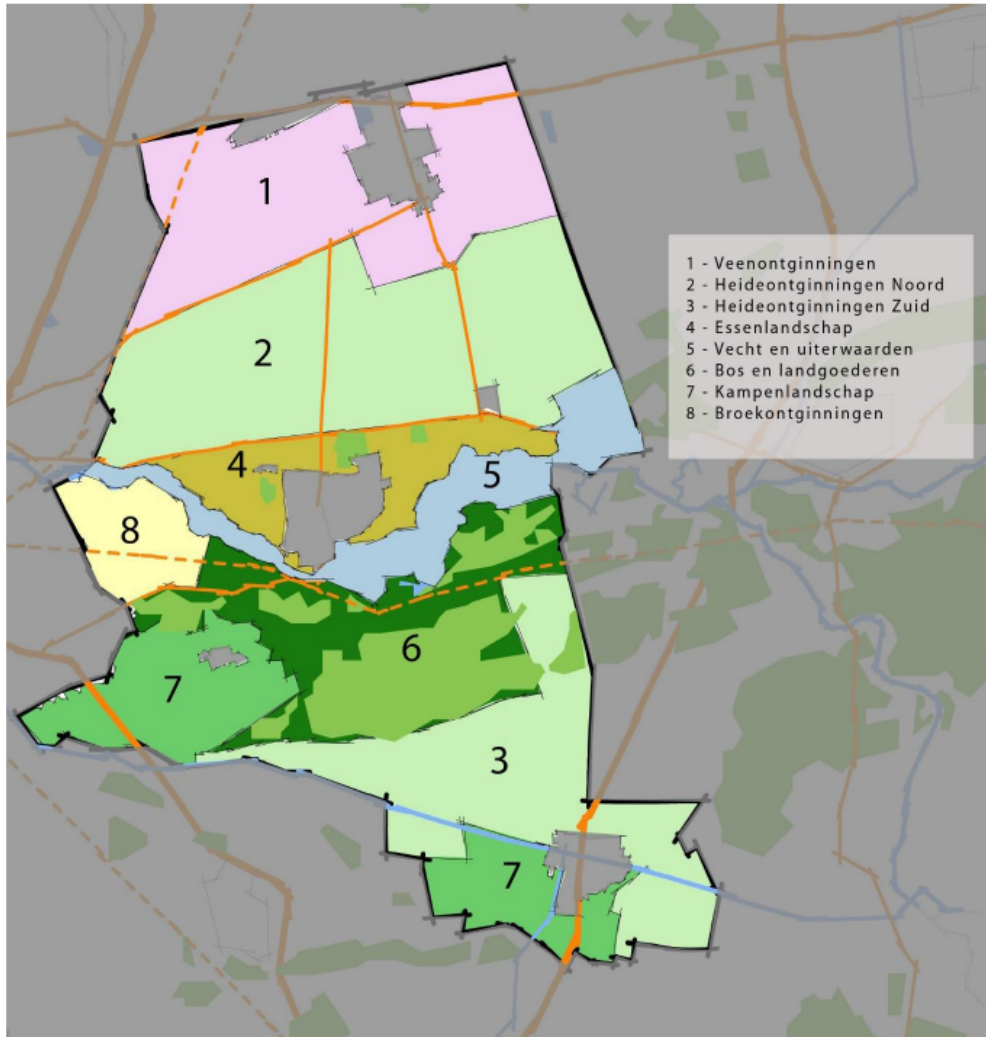 1
1 - Veenontginningen
2 - Heideontginningen Noord
3 - Heideontginningen Zuid
4 - Essenlandschap
5 - Vecht en uiterwaarden
6 - Bos en landgoederen
7 - Kampenlandschap
8 - Broekontginningen
2
4
5
8
6
7
3
7